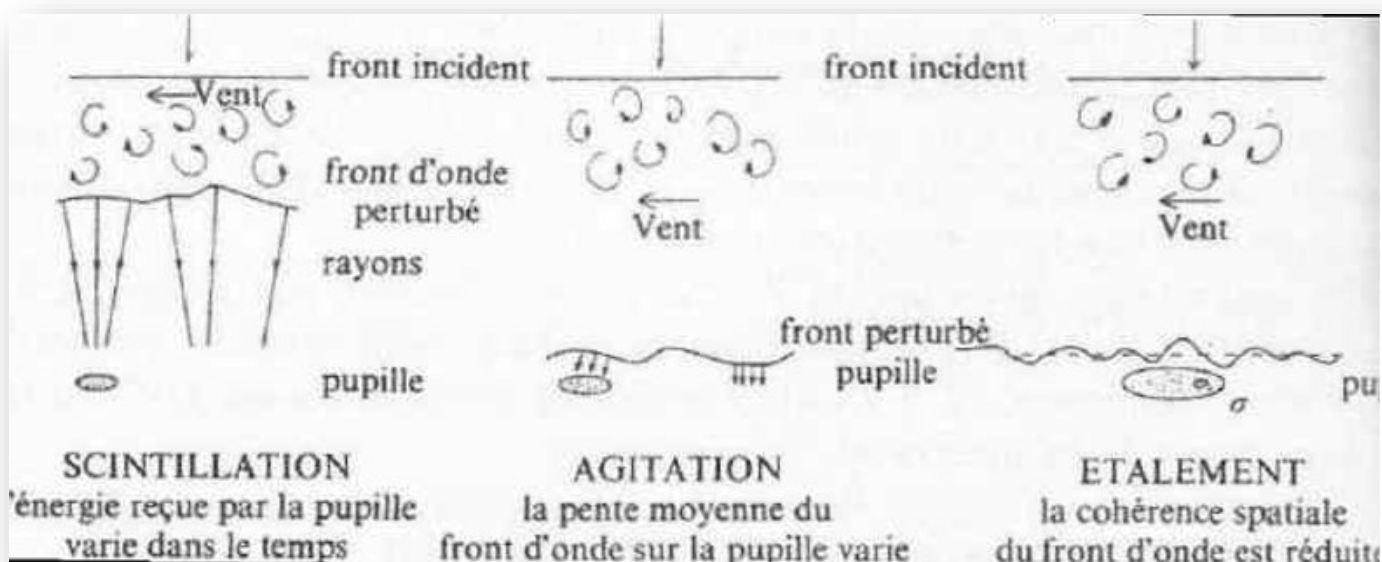 front incident
front incident
Vent
front d'onde
perturbé
Vent
Vent
rayons
front perturbé
pupille
pupille
pu
σ
SCINTILLATION
AGITATION
ETALEMENT
'énergie reçue par la pupille
la pente moyenne du
la cohérence spatiale
varie dans le temps
front d'onde sur la pupille varie
du front d'onde est réduite